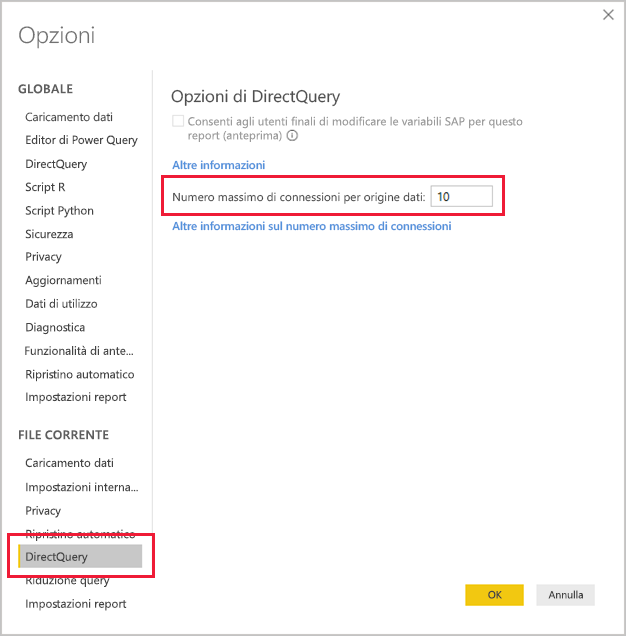 Opzioni
GLOBALE
Caricamento dati
Editor di Power Query
DirectQuery
Script R
Script Python
Sicurezza
Privacy
Aggiornamenti
Dati di utilizzo
Diagnostica
Funzionalità di ante...
Ripristino automatico
Impostazioni report
FILE CORRENTE
Caricamento dati
Impostazioni interna...
Privacy
Ripristino automatico
DirectQuery
Riduzione query
Impostazioni report
Opzioni di DirectQuery
Consenti agli utenti finali di modificare le variabili SAP per questo
report (anteprima)
Altre informazioni
Numero massimo di connessioni per origine dati: 10
Altre informazioni sul numero massimo di connessioni
OK
Annulla